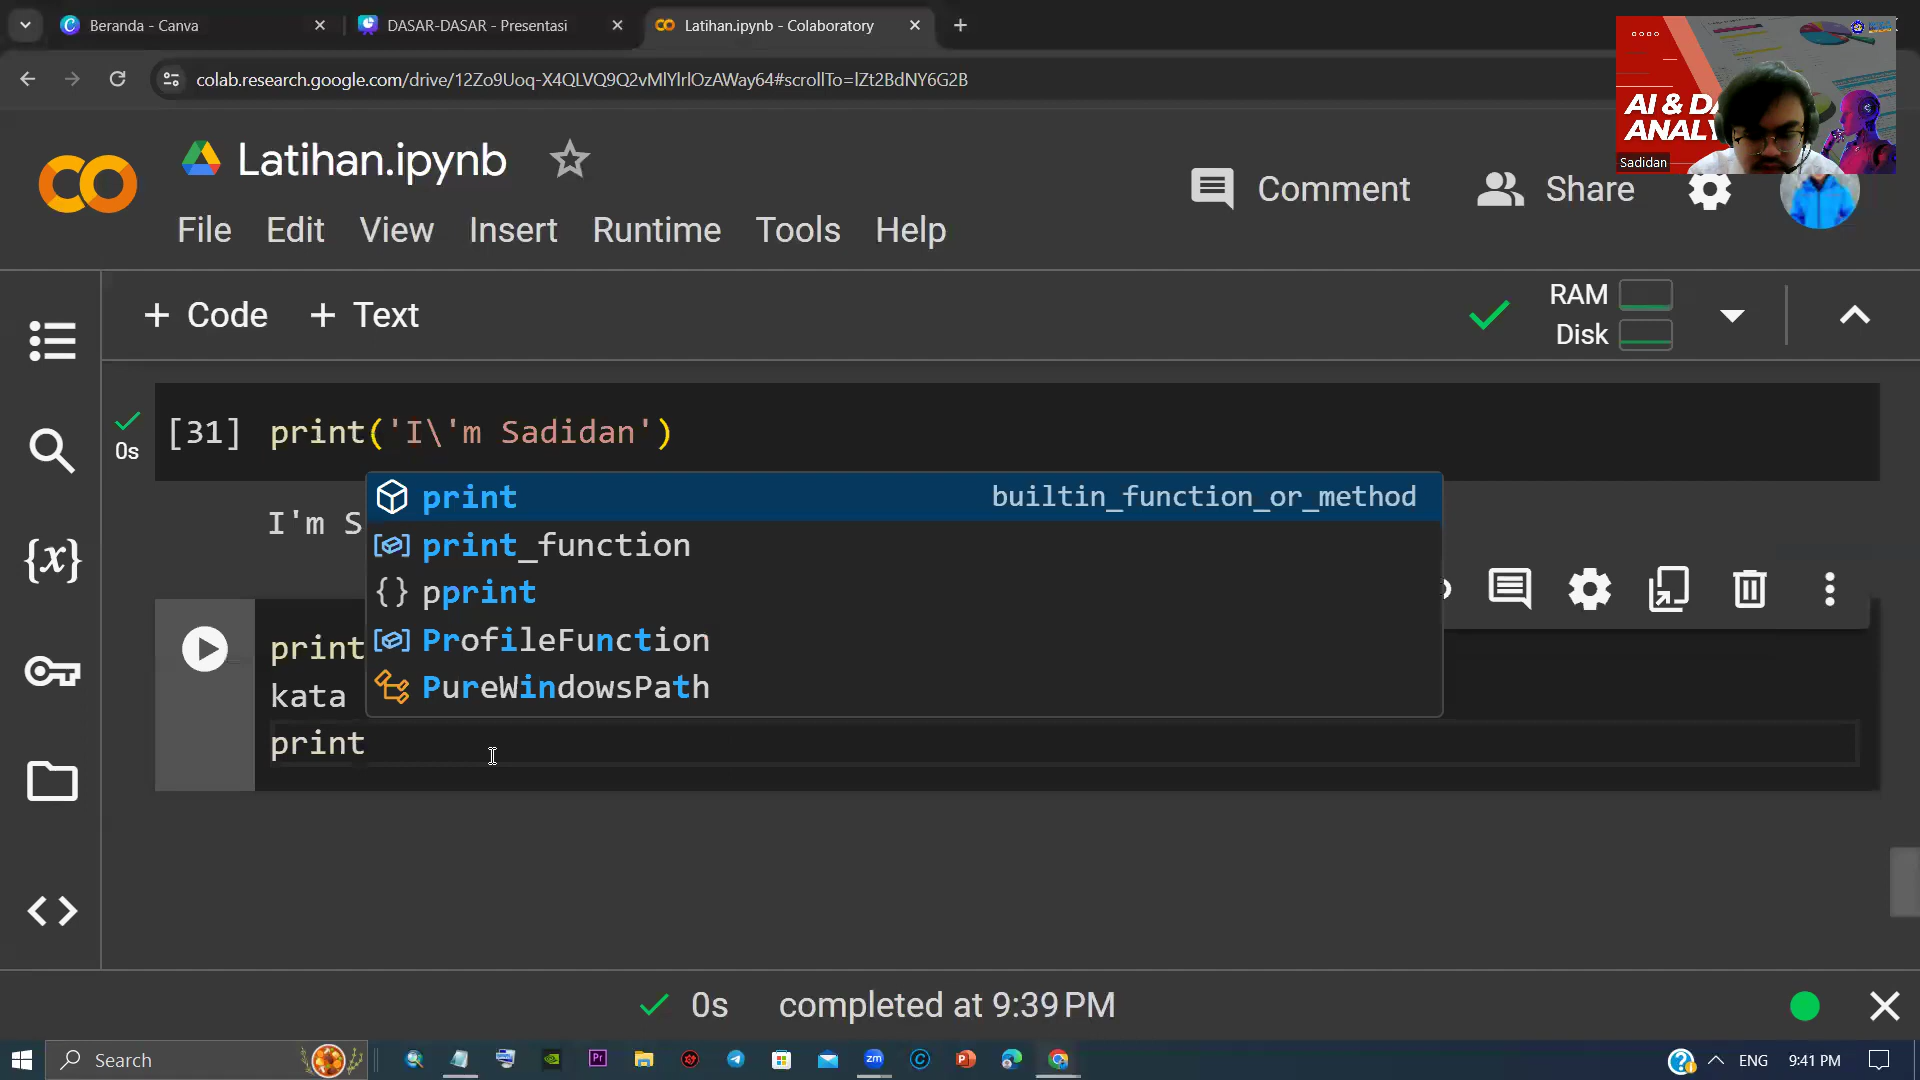 Beranda - Canva
DASAR-DASAR - Presentasi
Latihan.ipynb - Colaboratory
colab.research.google.com/drive/12Zo9Uoq-X4QLVQ9Q2vMlYlrlOzAWay64#scrollTo=lZt2BdNY6G2B
AI & DA
ANALY
Sadidan
Latihan.ipynb
Comment
Share
File Edit View Insert Runtime Tools Help
+ Code + Text
RAM
Disk
0s
[31] print('I\'m Sadidan')
I'm S
print builtin_function_or_method
print_function
{} pprint
ProfileFunction
PureWindowsPath
print
kata
print
{x}
0s completed at 9:39 PM
Search
Pr
zm
ENG
9:41 PM